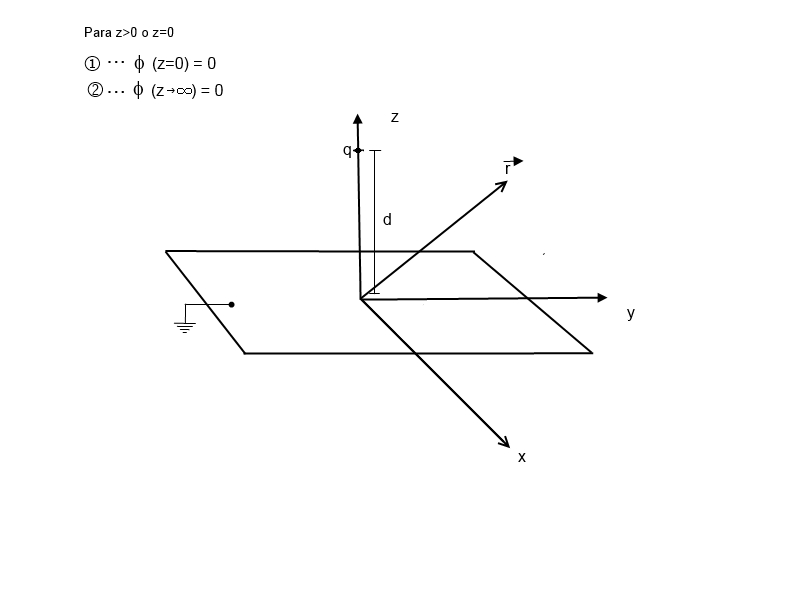 Para z>0 o z=0
① ... ϕ (z=0) = 0
② ... ϕ (z→∞) = 0
z
q
r
d
y
x